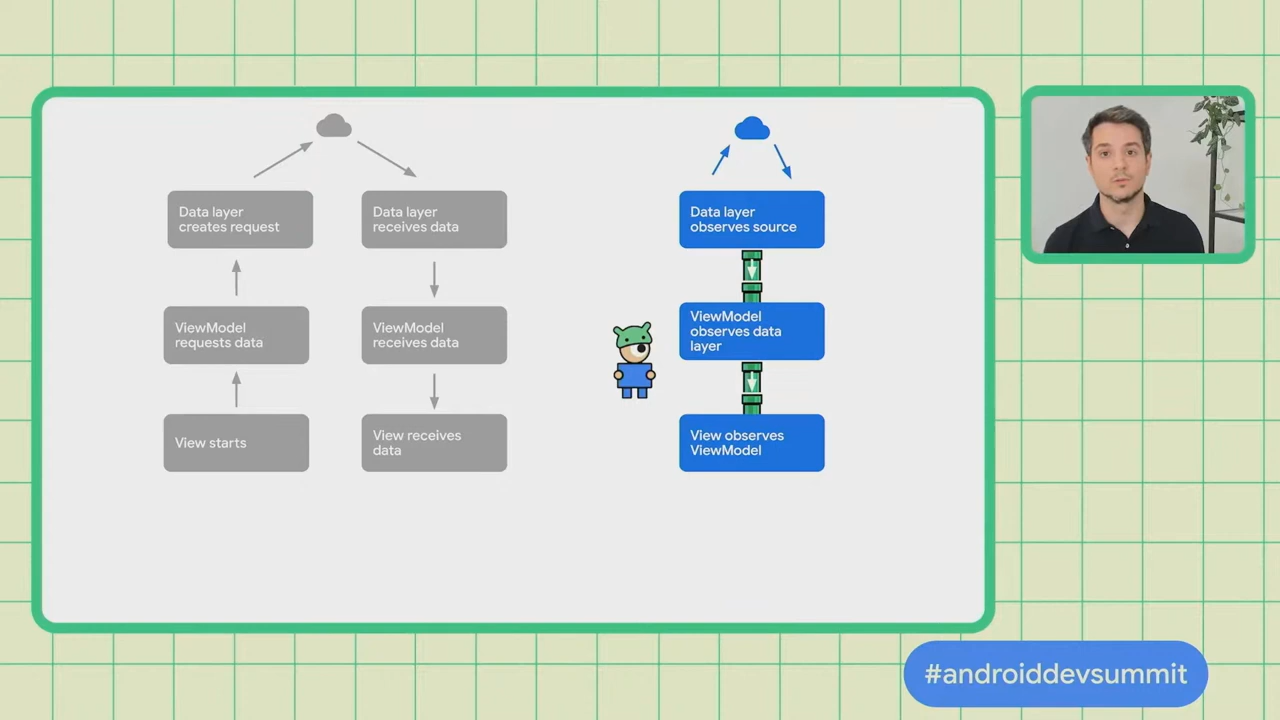 Data layer
creates request
Data layer
receives data
ViewModel
requests data
ViewModel
receives data
View starts
View receives
data
Data layer
observes source
ViewModel
observes data
layer
View observes
ViewModel
#androiddevsummit